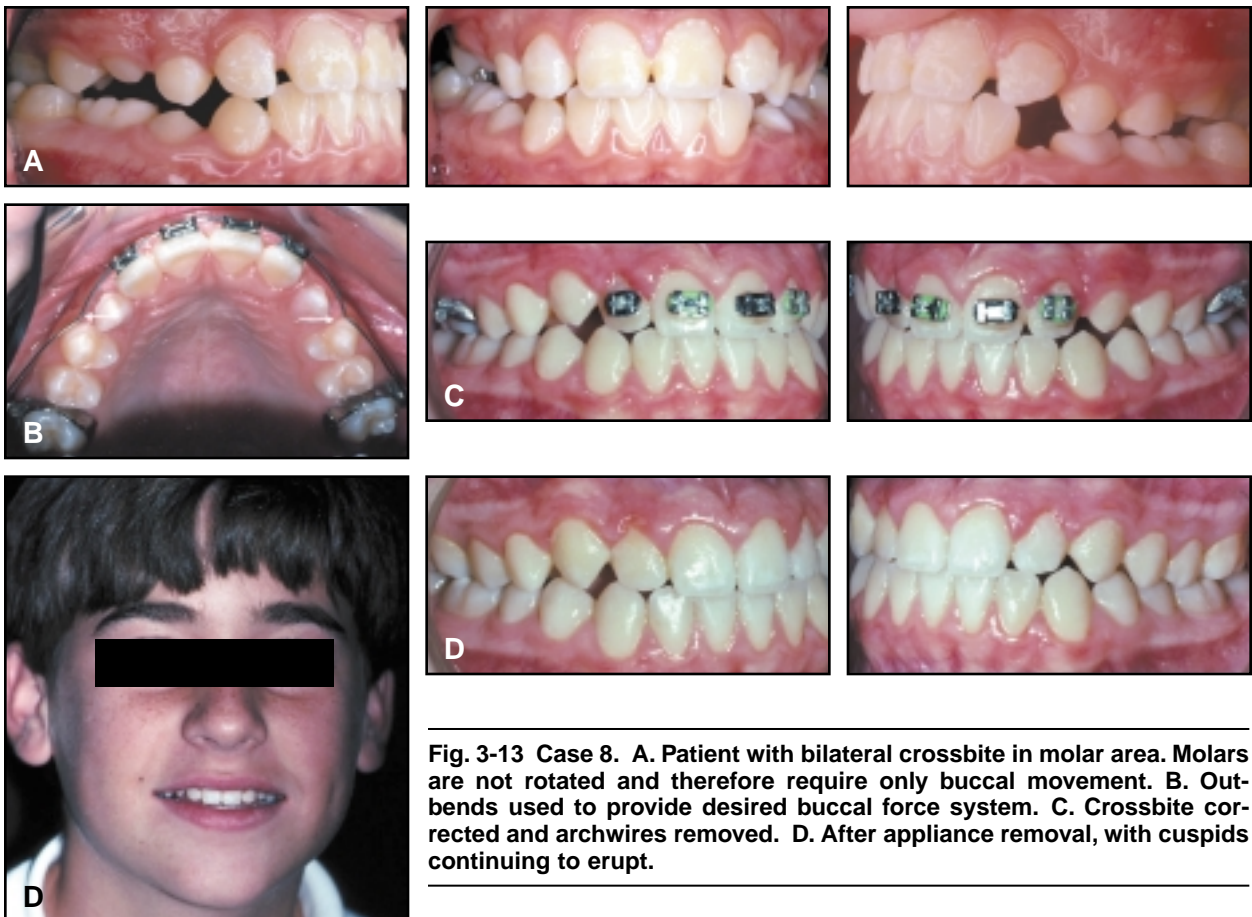 A
B
C
D
D
Fig. 3-13 Case 8. A. Patient with bilateral crossbite in molar area. Molars
are not rotated and therefore require only buccal movement. B. Out-
bends used to provide desired buccal force system. C. Crossbite cor-
rected and archwires removed. D. After appliance removal, with cuspids
continuing to erupt.